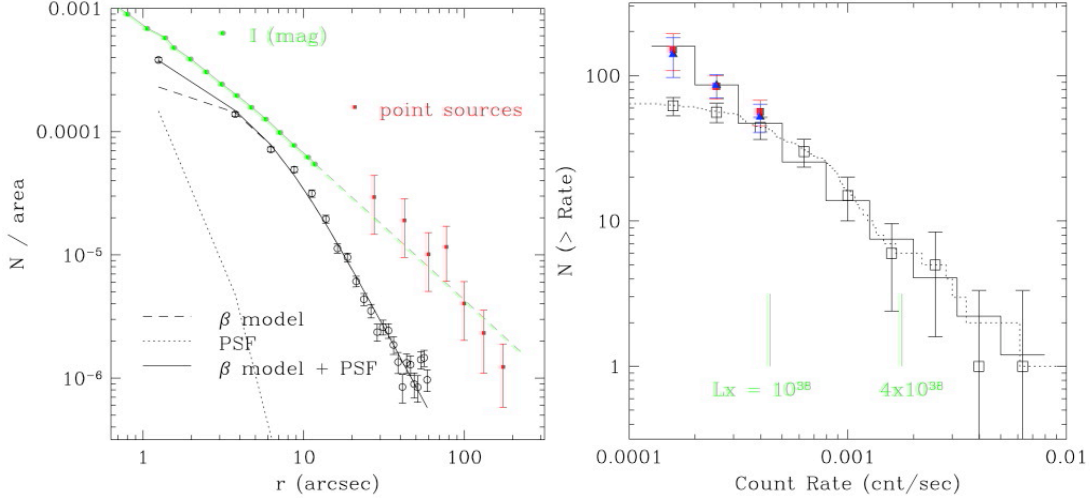 0.001
0.0001
10⁻⁵
10⁻⁶
N / area
I (mag)
point sources
β model
PSF
β model + PSF
1
10
100
r (arcsec)
100
10
1
N (> Rate)
Lx = 10³⁸
4x10³⁸
0.0001
0.001
0.01
Count Rate (cnt/sec)